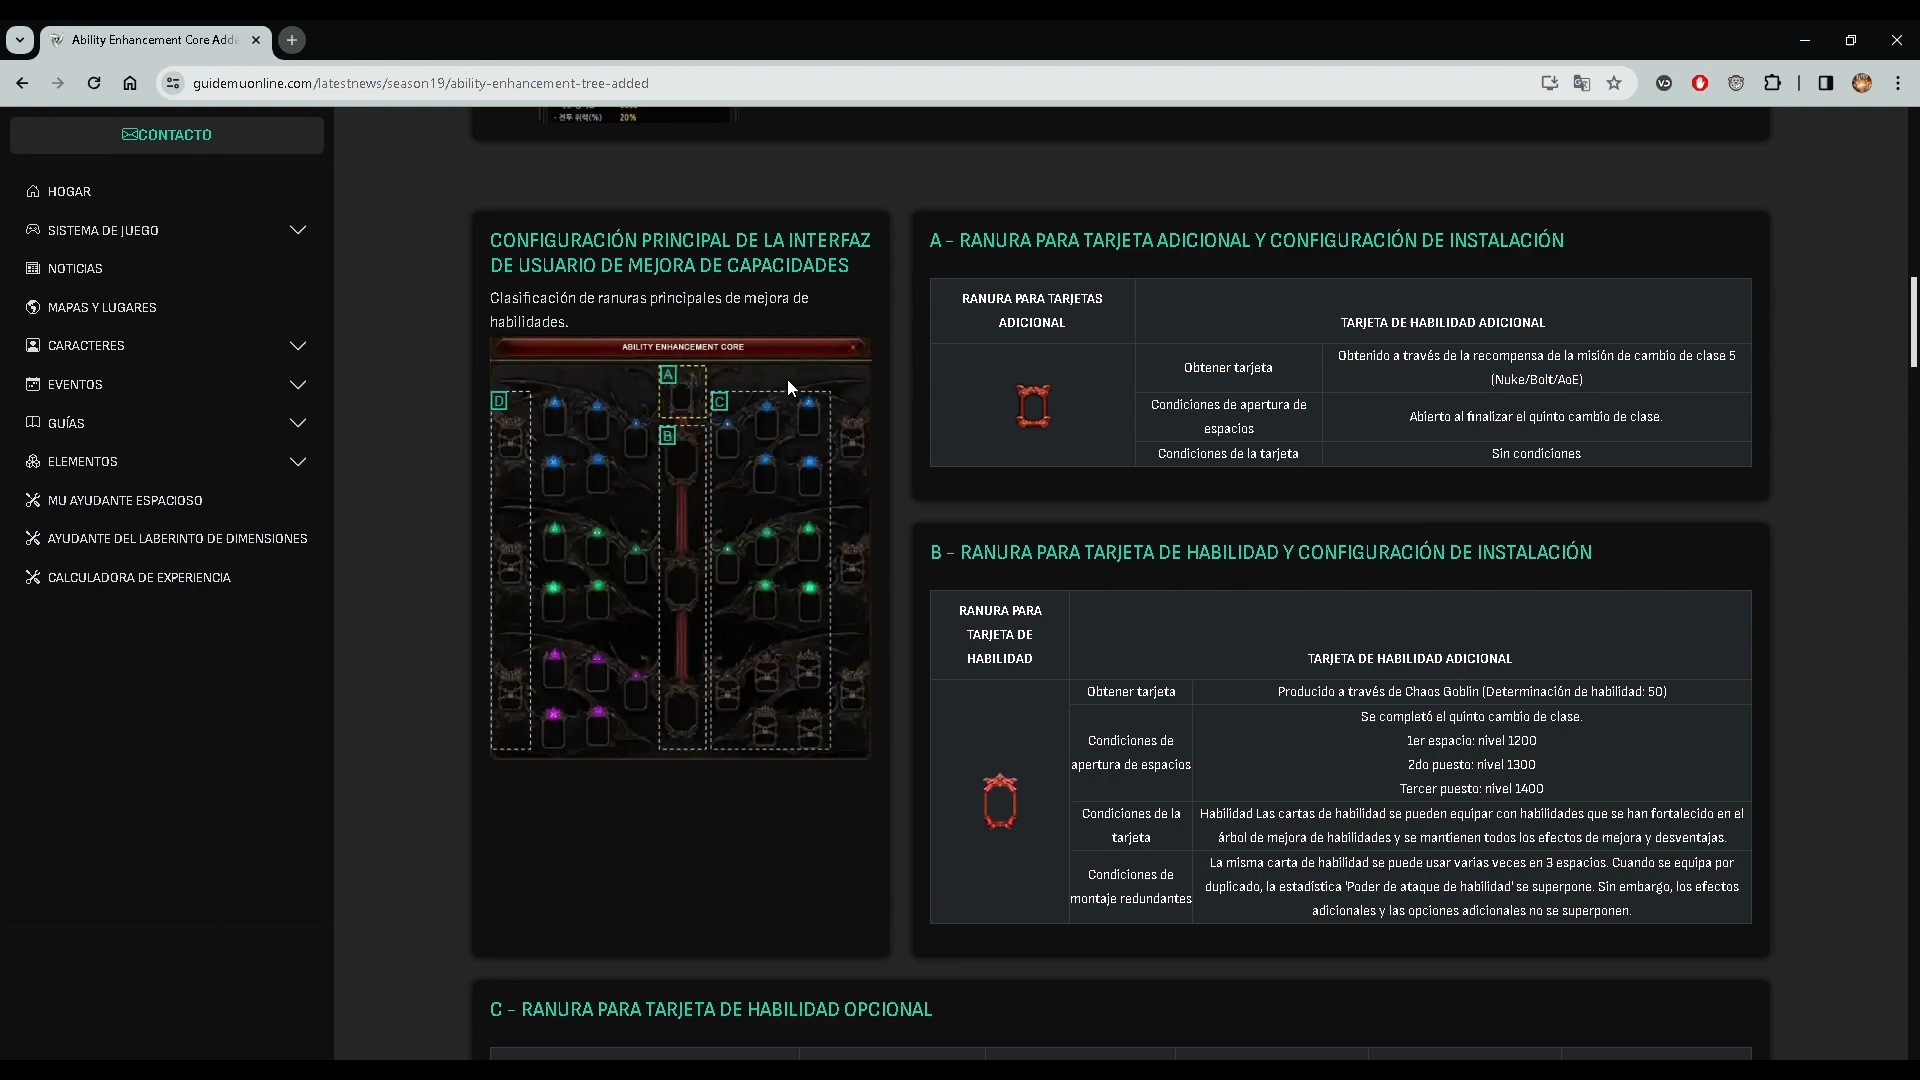 Ability Enhancement Core Adde
guidemuonline.com/latestnews/season19/ability-enhancement-tree-added
CONTACTO
HOGAR
SISTEMA DE JUEGO
NOTICIAS
MAPAS Y LUGARES
CARACTERES
EVENTOS
GUÍAS
ELEMENTOS
MU AYUDANTE ESPACIOSO
AYUDANTE DEL LABERINTO DE DIMENSIONES
CALCULADORA DE EXPERIENCIA
· 전투 위력(%) 20%
CONFIGURACIÓN PRINCIPAL DE LA INTERFAZ
DE USUARIO DE MEJORA DE CAPACIDADES
Clasificación de ranuras principales de mejora de
habilidades.
ABILITY ENHANCEMENT CORE
A
D
C
B
A - RANURA PARA TARJETA ADICIONAL Y CONFIGURACIÓN DE INSTALACIÓN
RANURA PARA TARJETAS
ADICIONAL
TARJETA DE HABILIDAD ADICIONAL
Obtener tarjeta
Obtenido a través de la recompensa de la misión de cambio de clase 5
(Nuke/Bolt/AoE)
Condiciones de apertura de
espacios
Abierto al finalizar el quinto cambio de clase.
Condiciones de la tarjeta
Sin condiciones
B - RANURA PARA TARJETA DE HABILIDAD Y CONFIGURACIÓN DE INSTALACIÓN
RANURA PARA
TARJETA DE
HABILIDAD
TARJETA DE HABILIDAD ADICIONAL
Obtener tarjeta
Producido a través de Chaos Goblin (Determinación de habilidad: 50)
Condiciones de
apertura de espacios
Se completó el quinto cambio de clase.
1er espacio: nivel 1200
2do puesto: nivel 1300
Tercer puesto: nivel 1400
Condiciones de la
tarjeta
Habilidad Las cartas de habilidad se pueden equipar con habilidades que se han fortalecido en el
árbol de mejora de habilidades y se mantienen todos los efectos de mejora y desventajas.
Condiciones de
montaje redundantes
La misma carta de habilidad se puede usar varias veces en 3 espacios. Cuando se equipa por
duplicado, la estadística 'Poder de ataque de habilidad' se superpone. Sin embargo, los efectos
adicionales y las opciones adicionales no se superponen.
C - RANURA PARA TARJETA DE HABILIDAD OPCIONAL